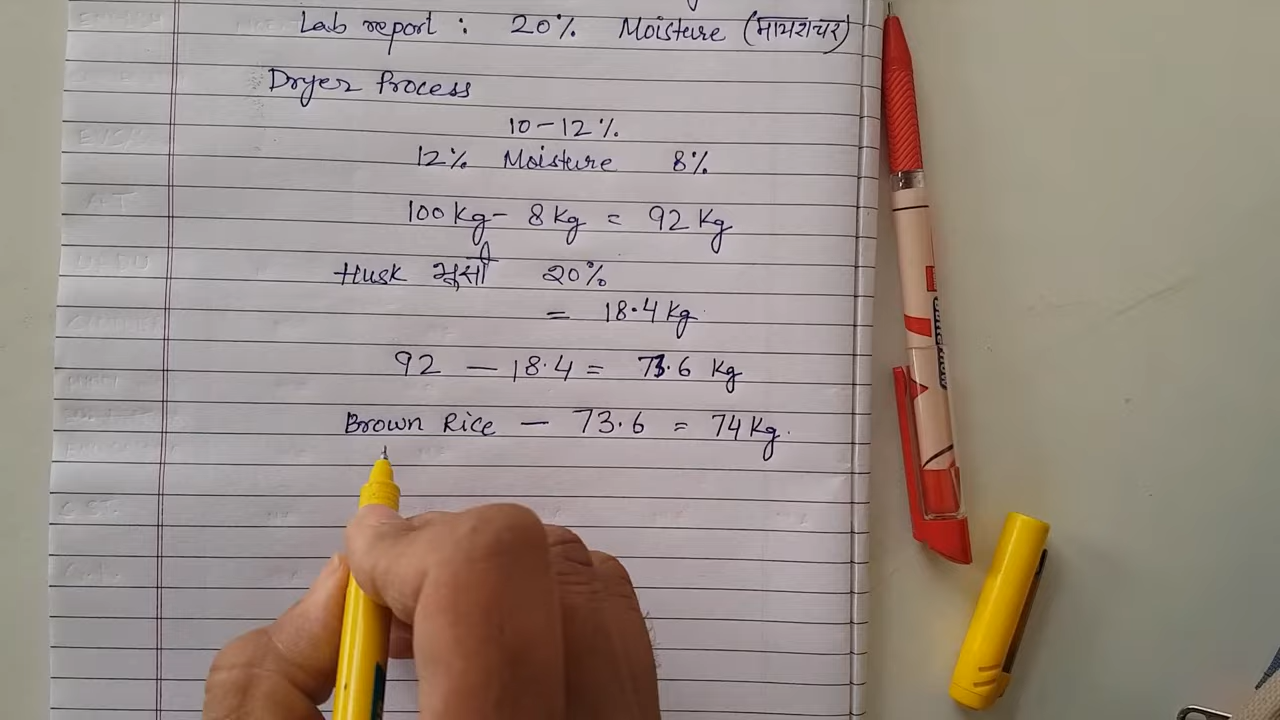 Lab report : 20% Moisture (मायशचर)
Dryer Process
10-12%
12% Moisture 8%
100 Kg - 8 Kg = 92 Kg
Husk भूसी 20%
= 18.4 Kg
92 - 18.4 = 73.6 Kg
Brown Rice - 73.6 = 74 Kg.